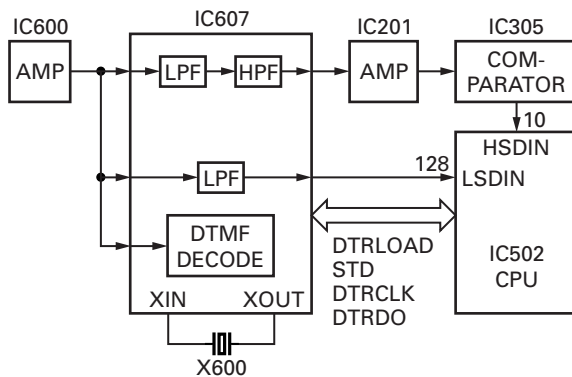 IC600
IC607
IC201
IC305
AMP
LPF
HPF
AMP
COM-
PARATOR
10
HSDIN
128
LSDIN
LPF
DTMF
DECODE
DTRLOAD
STD
DTRCLK
DTRDO
IC502
CPU
XIN
XOUT
X600